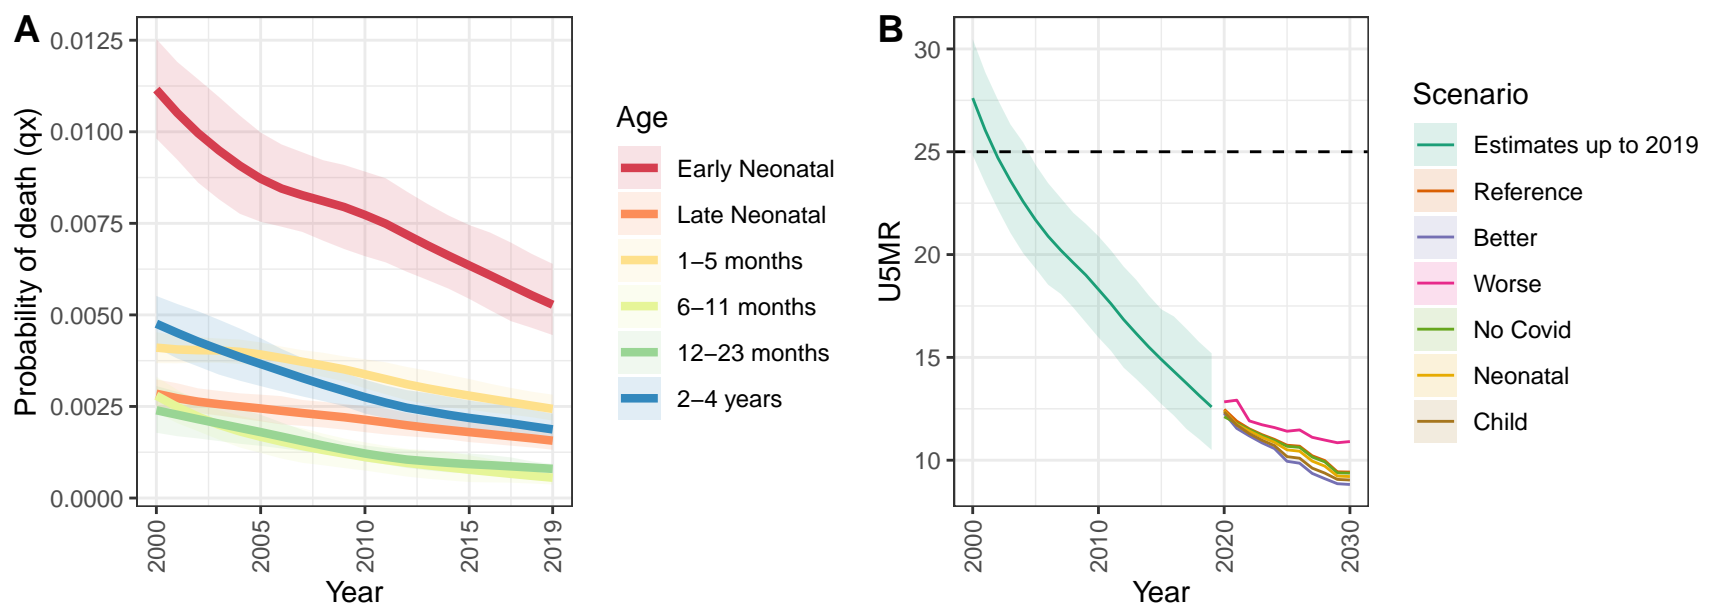 A
0.0125
0.0100
0.0075
0.0050
0.0025
0.0000
Probability of death (qx)
2000
2005
2010
2015
2019
Year
Age
Early Neonatal
Late Neonatal
1–5 months
6–11 months
12–23 months
2–4 years
B
30
25
20
15
10
U5MR
2000
2010
2020
2030
Year
Scenario
Estimates up to 2019
Reference
Better
Worse
No Covid
Neonatal
Child